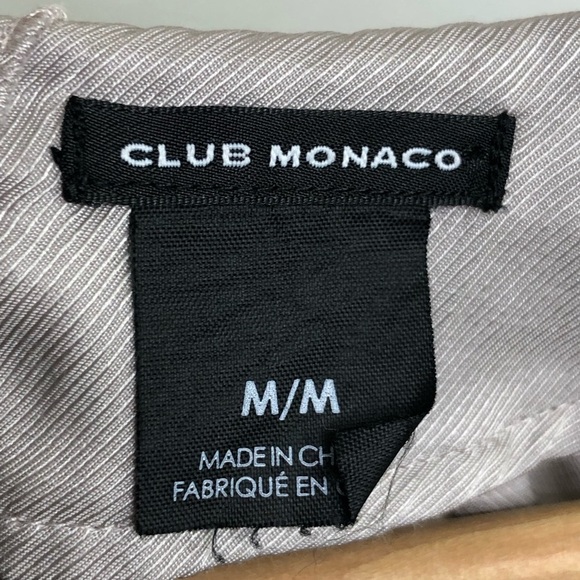 CLUB MONACO
M/M
MADE IN CH
FABRIQUÉ EN